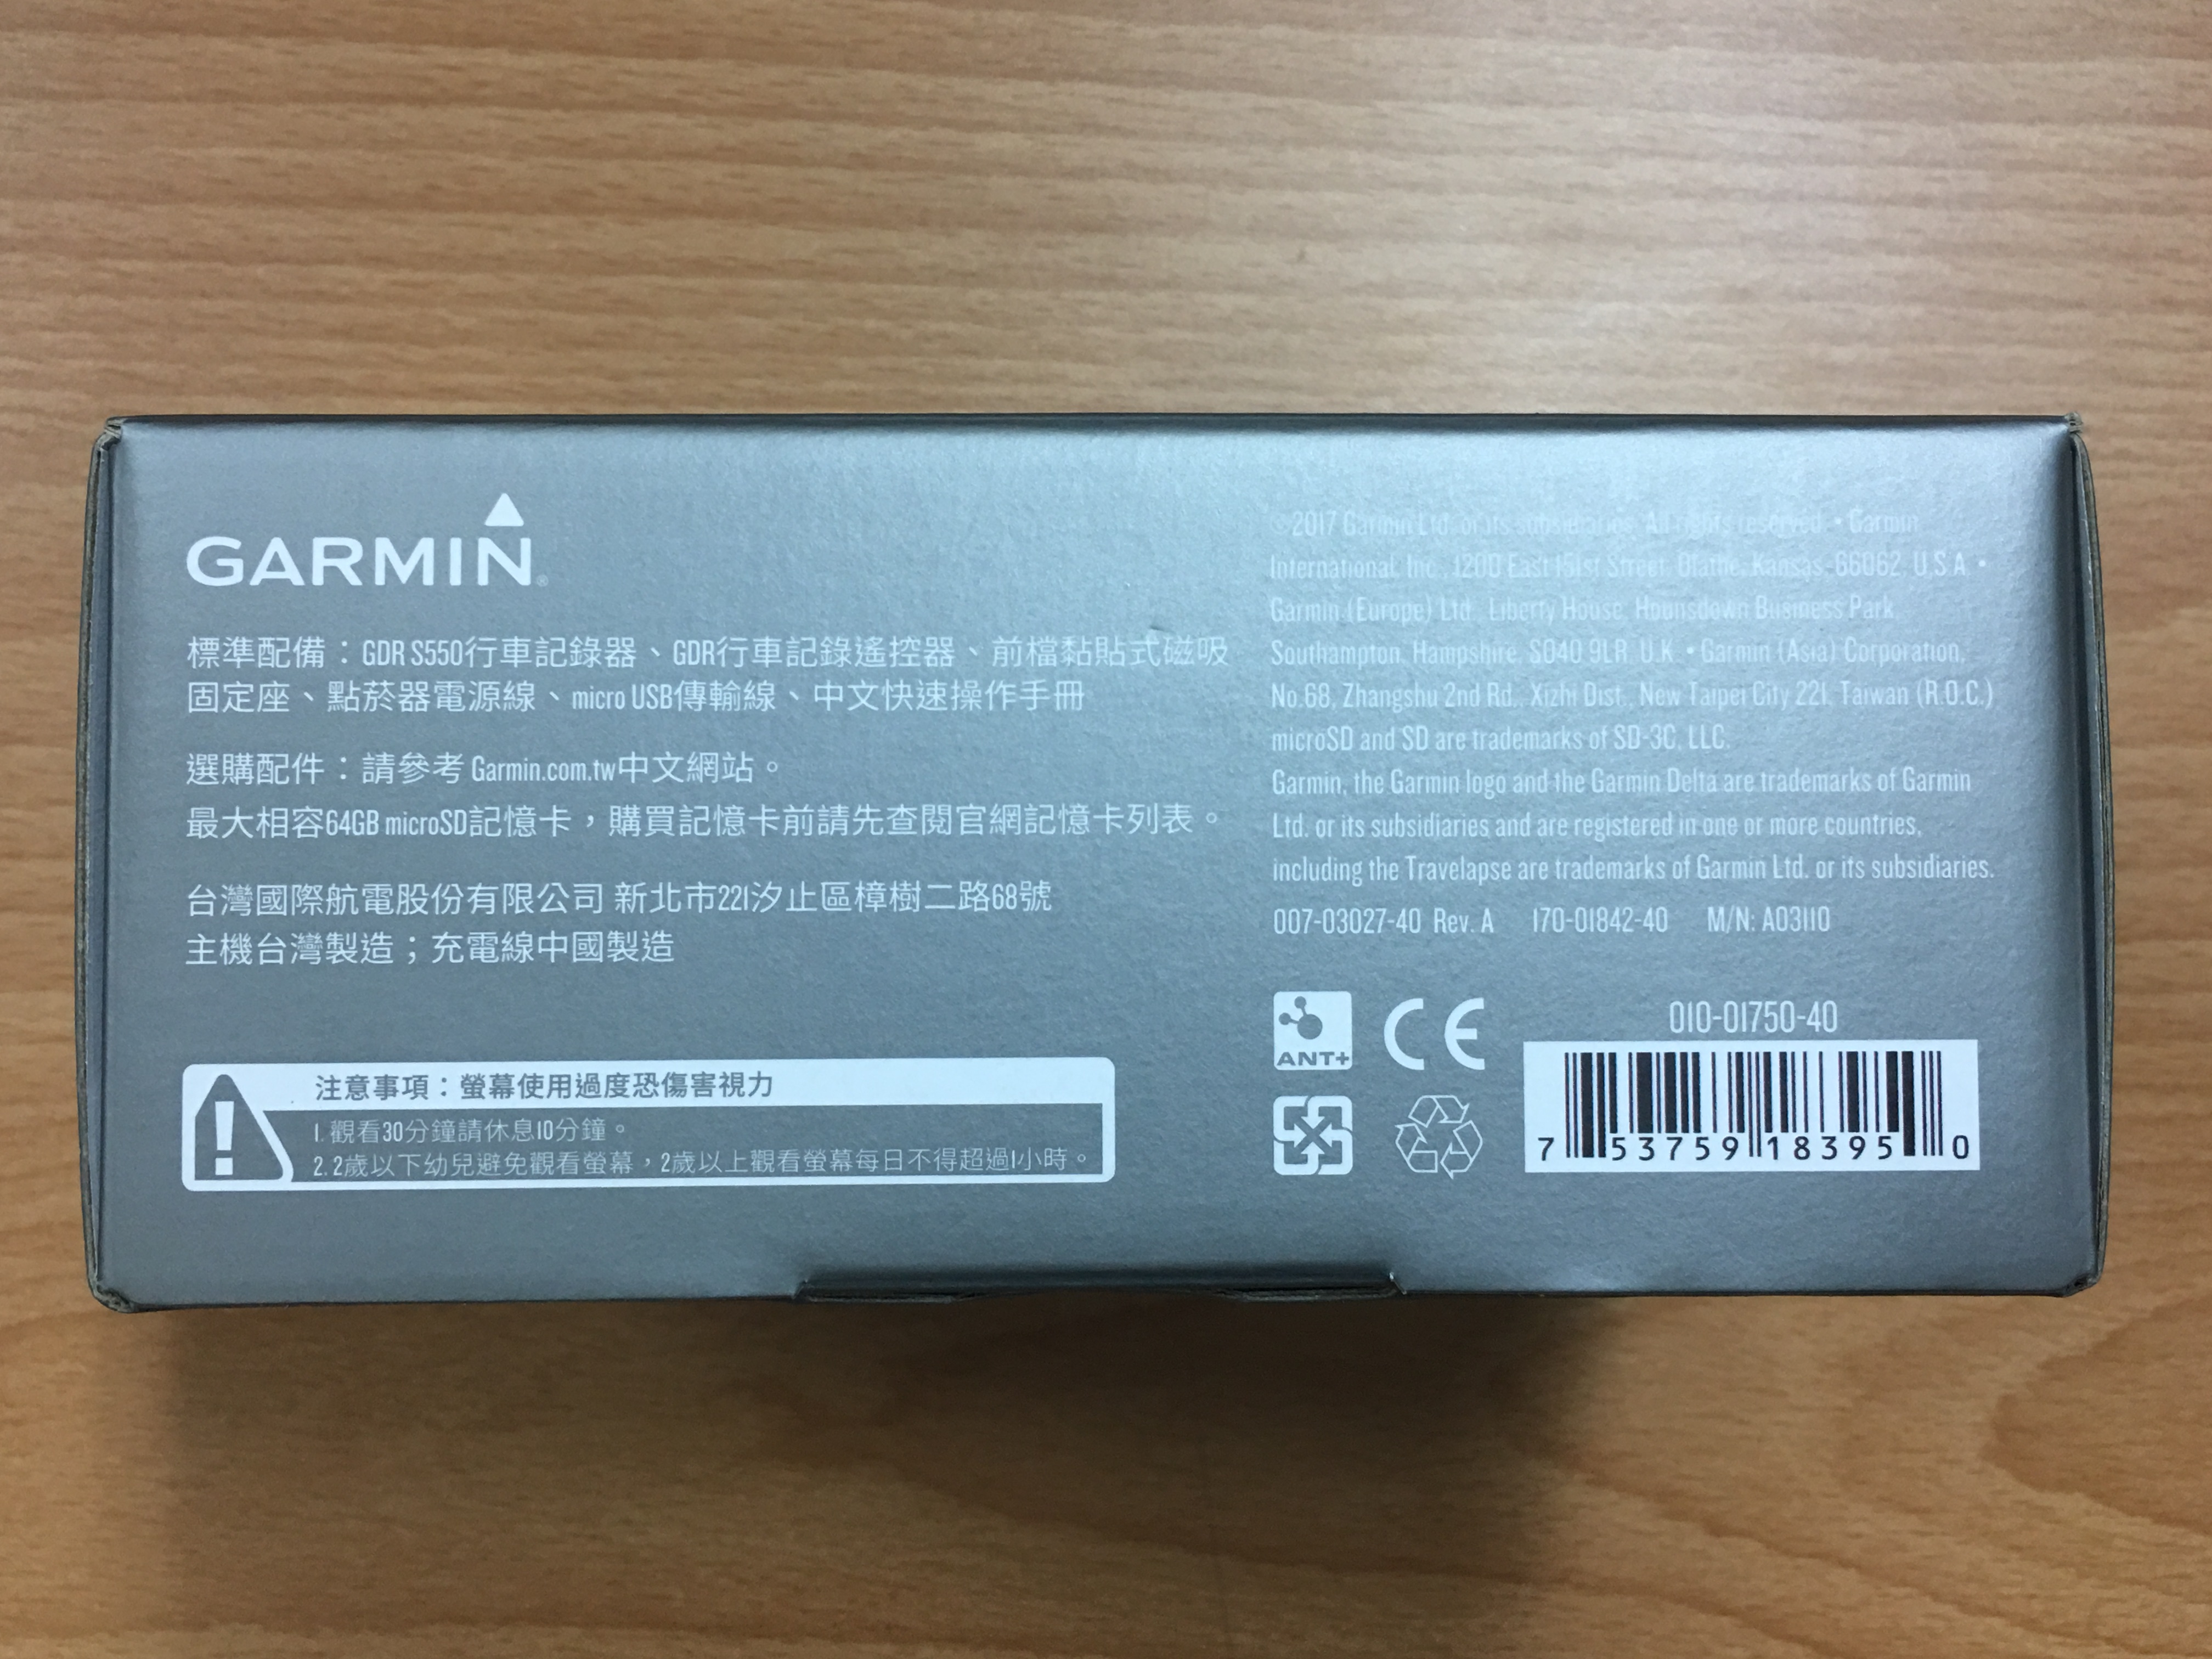 GARMIN®
標準配備：GDR S550行車記錄器、GDR行車記錄遙控器、前檔黏貼式磁吸
固定座、點菸器電源線、micro USB傳輸線、中文快速操作手冊
選購配件：請參考 Garmin.com.tw中文網站。
最大相容64GB microSD記憶卡，購買記憶卡前請先查閱官網記憶卡列表。
台灣國際航電股份有限公司 新北市221汐止區樟樹二路68號
主機台灣製造；充電線中國製造
注意事項：螢幕使用過度恐傷害視力
1. 觀看30分鐘請休息10分鐘。
2. 2歲以下幼兒避免觀看螢幕，2歲以上觀看螢幕每日不得超過1小時。
©2017 Garmin Ltd. or its subsidiaries. All rights reserved. • Garmin
International, Inc., 1200 East 151st Street, Olathe, Kansas 66062, U.S.A •
Garmin (Europe) Ltd., Liberty House, Hounsdown Business Park,
Southampton, Hampshire, SO40 9LR, U.K. • Garmin (Asia) Corporation,
No.68, Zhangshu 2nd Rd., Xizhi Dist., New Taipei City 221, Taiwan (R.O.C.)
microSD and SD are trademarks of SD-3C, LLC.
Garmin, the Garmin logo and the Garmin Delta are trademarks of Garmin
Ltd. or its subsidiaries and are registered in one or more countries,
including the Travelapse are trademarks of Garmin Ltd. or its subsidiaries.
007-03027-40 Rev. A 170-01842-40 M/N: A03110
ANT+ CE
010-01750-40
7 53759 18395 0